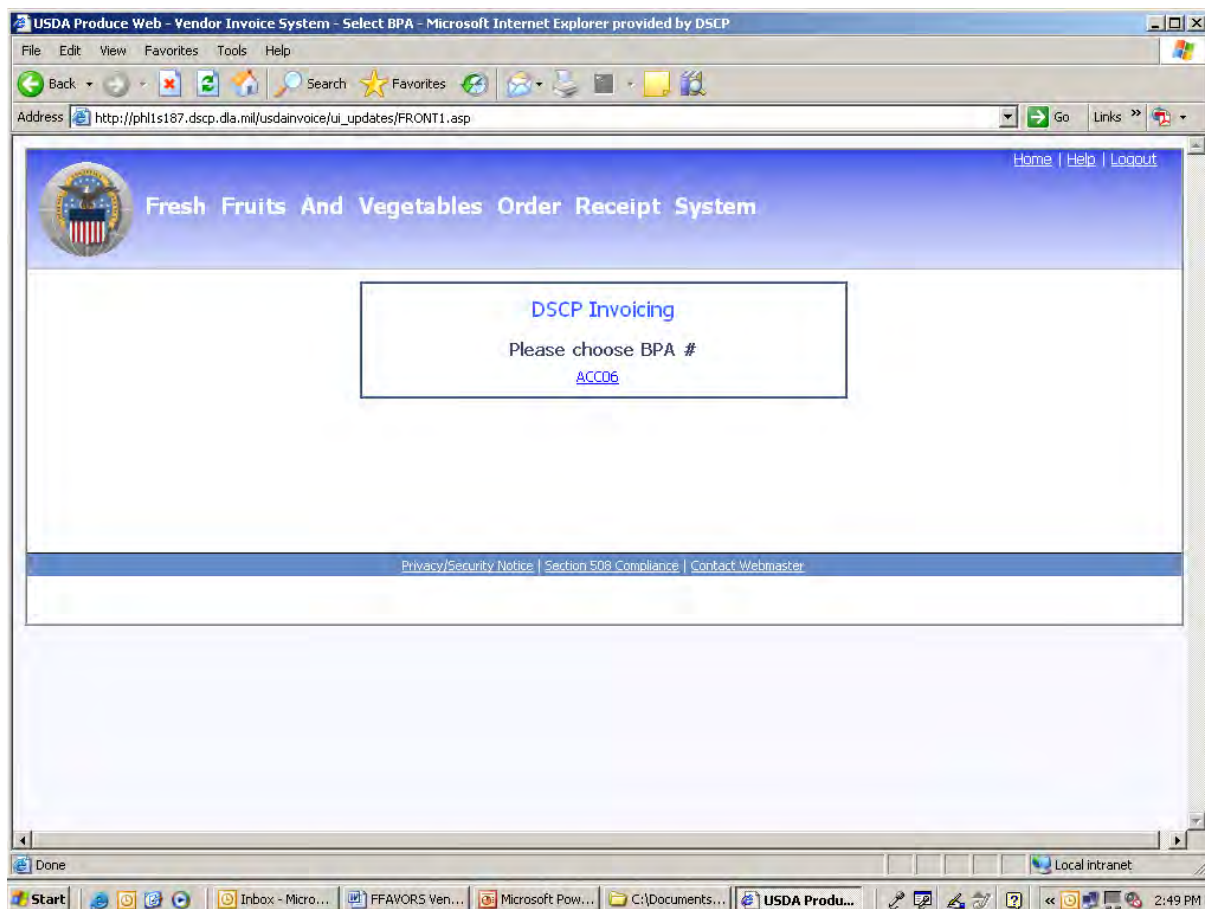 USDA Produce Web - Vendor Invoice System - Select BPA - Microsoft Internet Explorer provided by DSCP
File Edit View Favorites Tools Help
Back Search Favorites
Address http://phl1s187.dscp.dla.mil/usdainvoice/ui_updates/FRONT1.asp Go Links »
Home | Help | Logout
Fresh Fruits And Vegetables Order Receipt System
DSCP Invoicing
Please choose BPA #
ACC06
Privacy/Security Notice | Section 508 Compliance | Contact Webmaster
Done Local intranet
Start Inbox - Micro... FFAVORS Ven... Microsoft Pow... C:\Documents... USDA Produ... « 2:49 PM